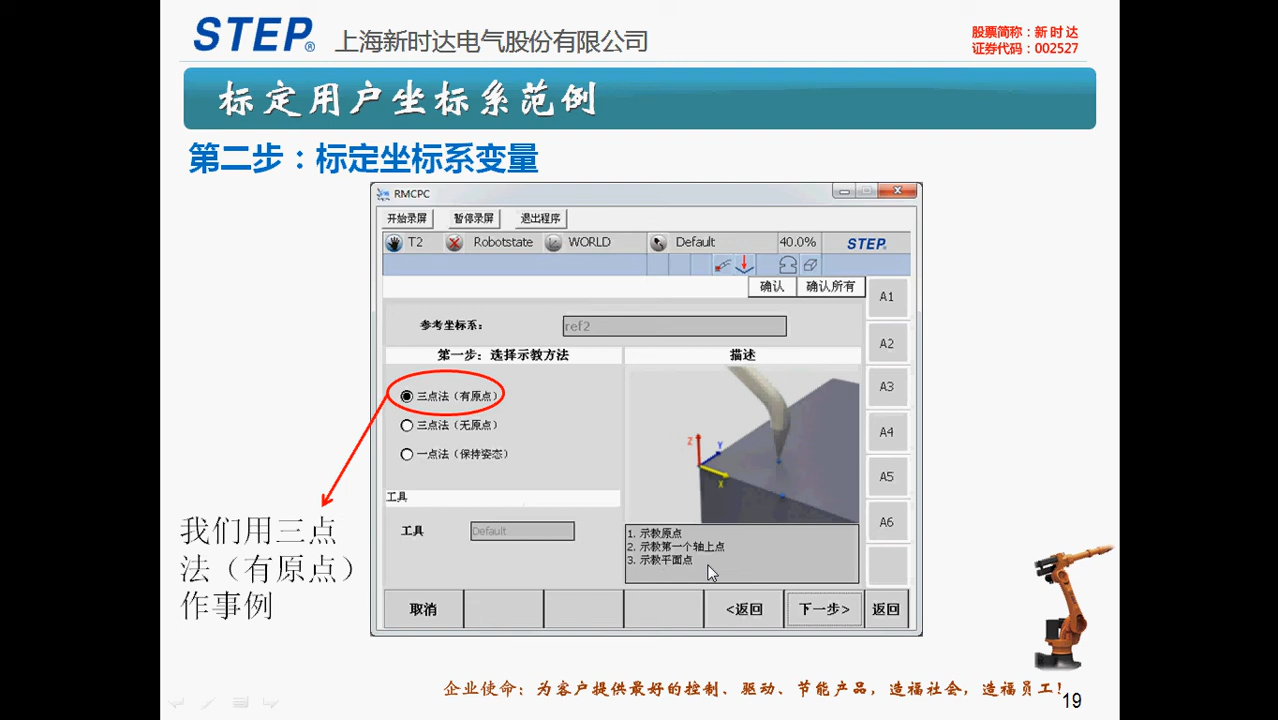 STEP® 上海新时达电气股份有限公司
股票简称：新时达
证券代码：002527
标定用户坐标系范例
第二步：标定坐标系变量
RMCPC
开始录屏 暂停录屏 退出程序
T2 Robotstate WORLD Default 40.0% STEP
确认 确认所有 A1
参考坐标系： ref2
第一步：选择示教方法 描述
A2
三点法（有原点） A3
三点法（无原点） A4
一点法（保持姿态）
Z Y X
A5
工具
工具 Default A6
1. 示教原点
2. 示教第一个轴上点
3. 示教平面点
取消 <返回 下一步> 返回
我们用三点
法（有原点）
作事例
企业使命：为客户提供最好的控制、驱动、节能产品，造福社会，造福员工！
19